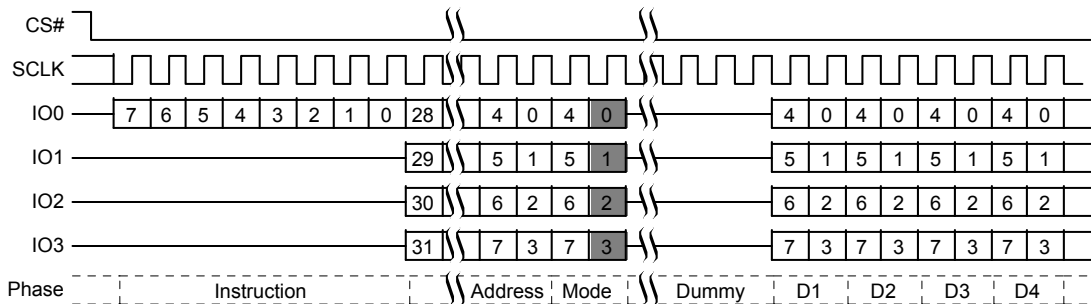 CS#
SCLK
IO0 7 6 5 4 3 2 1 0 28 4 0 4 0 4 0 4 0 4 0 4 0
IO1 29 5 1 5 1 5 1 5 1 5 1 5 1
IO2 30 6 2 6 2 6 2 6 2 6 2 6 2
IO3 31 7 3 7 3 7 3 7 3 7 3 7 3
Phase Instruction Address Mode Dummy D1 D2 D3 D4